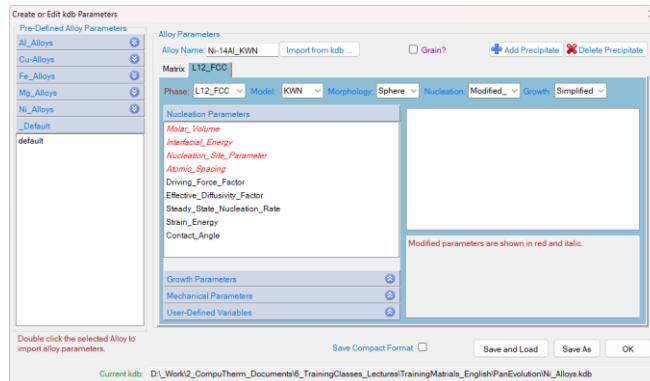 Create or Edit kdb Parameters
Pre-Defined Alloy Parameters
Al_Alloys
Cu-Alloys
Fe_Alloys
Mg_Alloys
Ni_Alloys
_Default
default
Double click the selected Alloy to
import alloy parameters.
Alloy Parameters
Alloy Name: Ni-14Al_KWN Import from kdb ... Grain? Add Precipitate Delete Precipitate
Matrix L12_FCC
Phase: L12_FCC Model: KWN Morphology: Sphere Nucleation: Modified_ Growth: Simplified
Nucleation Parameters
Molar_Volume
Interfacial_Energy
Nucleation_Site_Parameter
Atomic_Spacing
Driving_Force_Factor
Effective_Diffusivity_Factor
Steady_State_Nucleation_Rate
Strain_Energy
Contact_Angle
Growth Parameters
Mechanical Parameters
User-Defined Variables
Modified parameters are shown in red and italic.
Save Compact Format Save and Load Save As OK
Current kdb: D:\_Work\2_CompuTherm_Documents\6_TrainingClasses_Lectures\TrainingMatrials_English\PanEvolution\Ni_Alloys.kdb